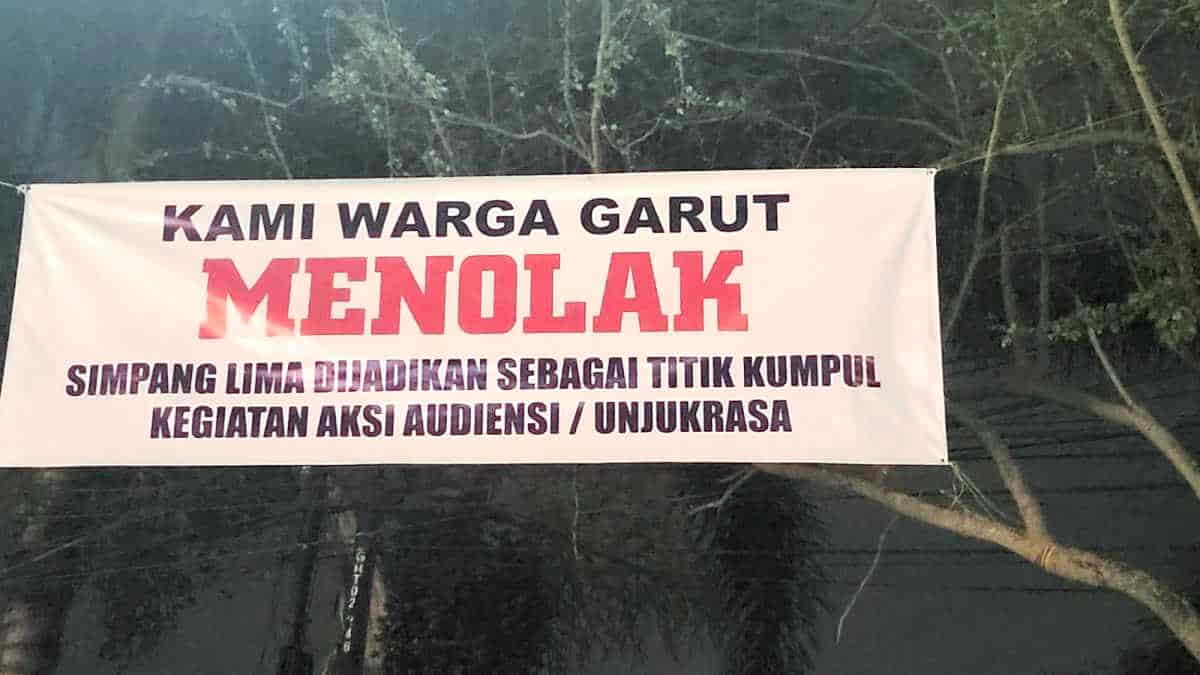 KAMI WARGA GARUT
MENOLAK
SIMPANG LIMA DIJADIKAN SEBAGAI TITIK KUMPUL
KEGIATAN AKSI AUDIENSI / UNJUKRASA